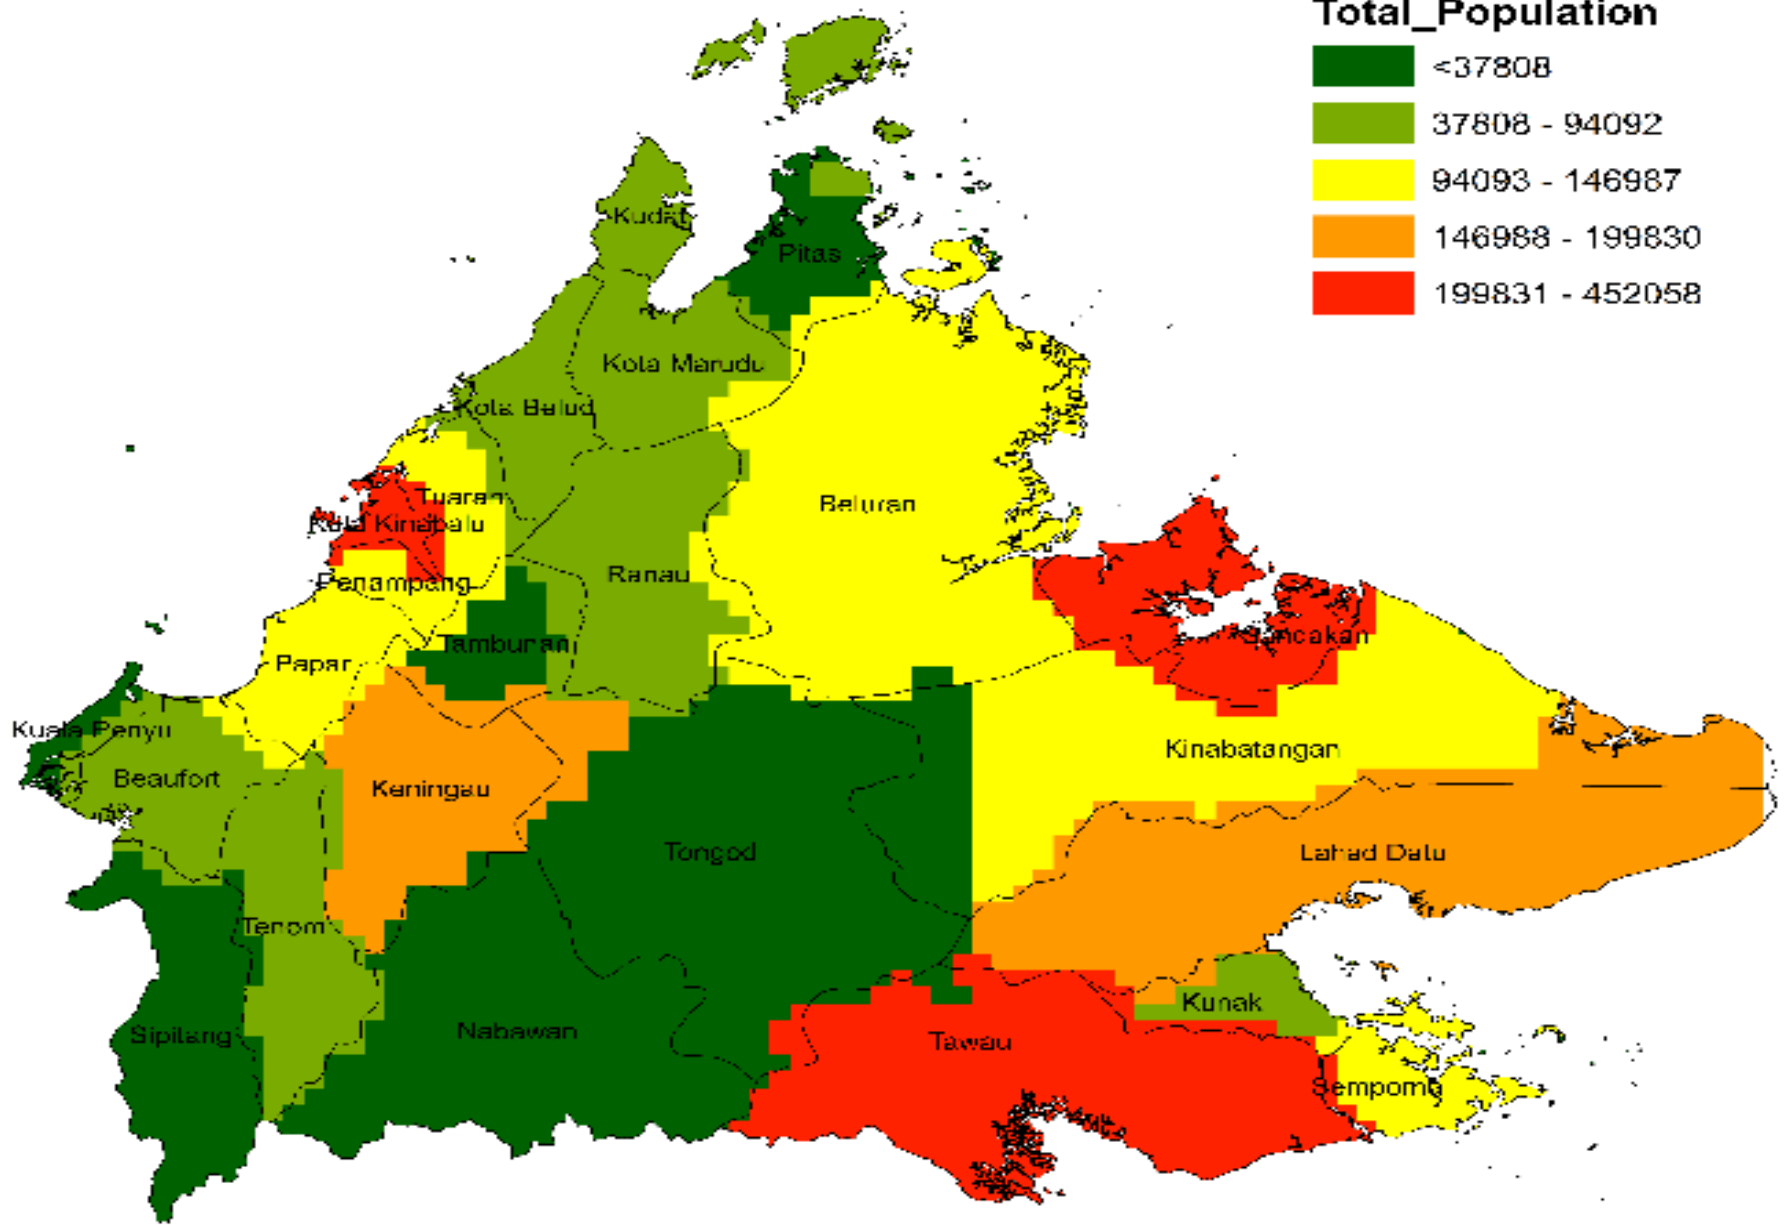 Total_Population
<37808
37808 - 94092
94093 - 146987
146988 - 199830
199831 - 452058
Kudat
Pitas
Kota Marudu
Kota Belud
Tuaran
Beluran
Kota Kinabalu
Ranau
Penampang
Tambunan
Sandakan
Papar
Kuala Penyu
Kinabatangan
Beaufort
Keningau
Tongod
Lahad Datu
Tenom
Kunak
Sipitang
Nabawan
Tawau
Semporna